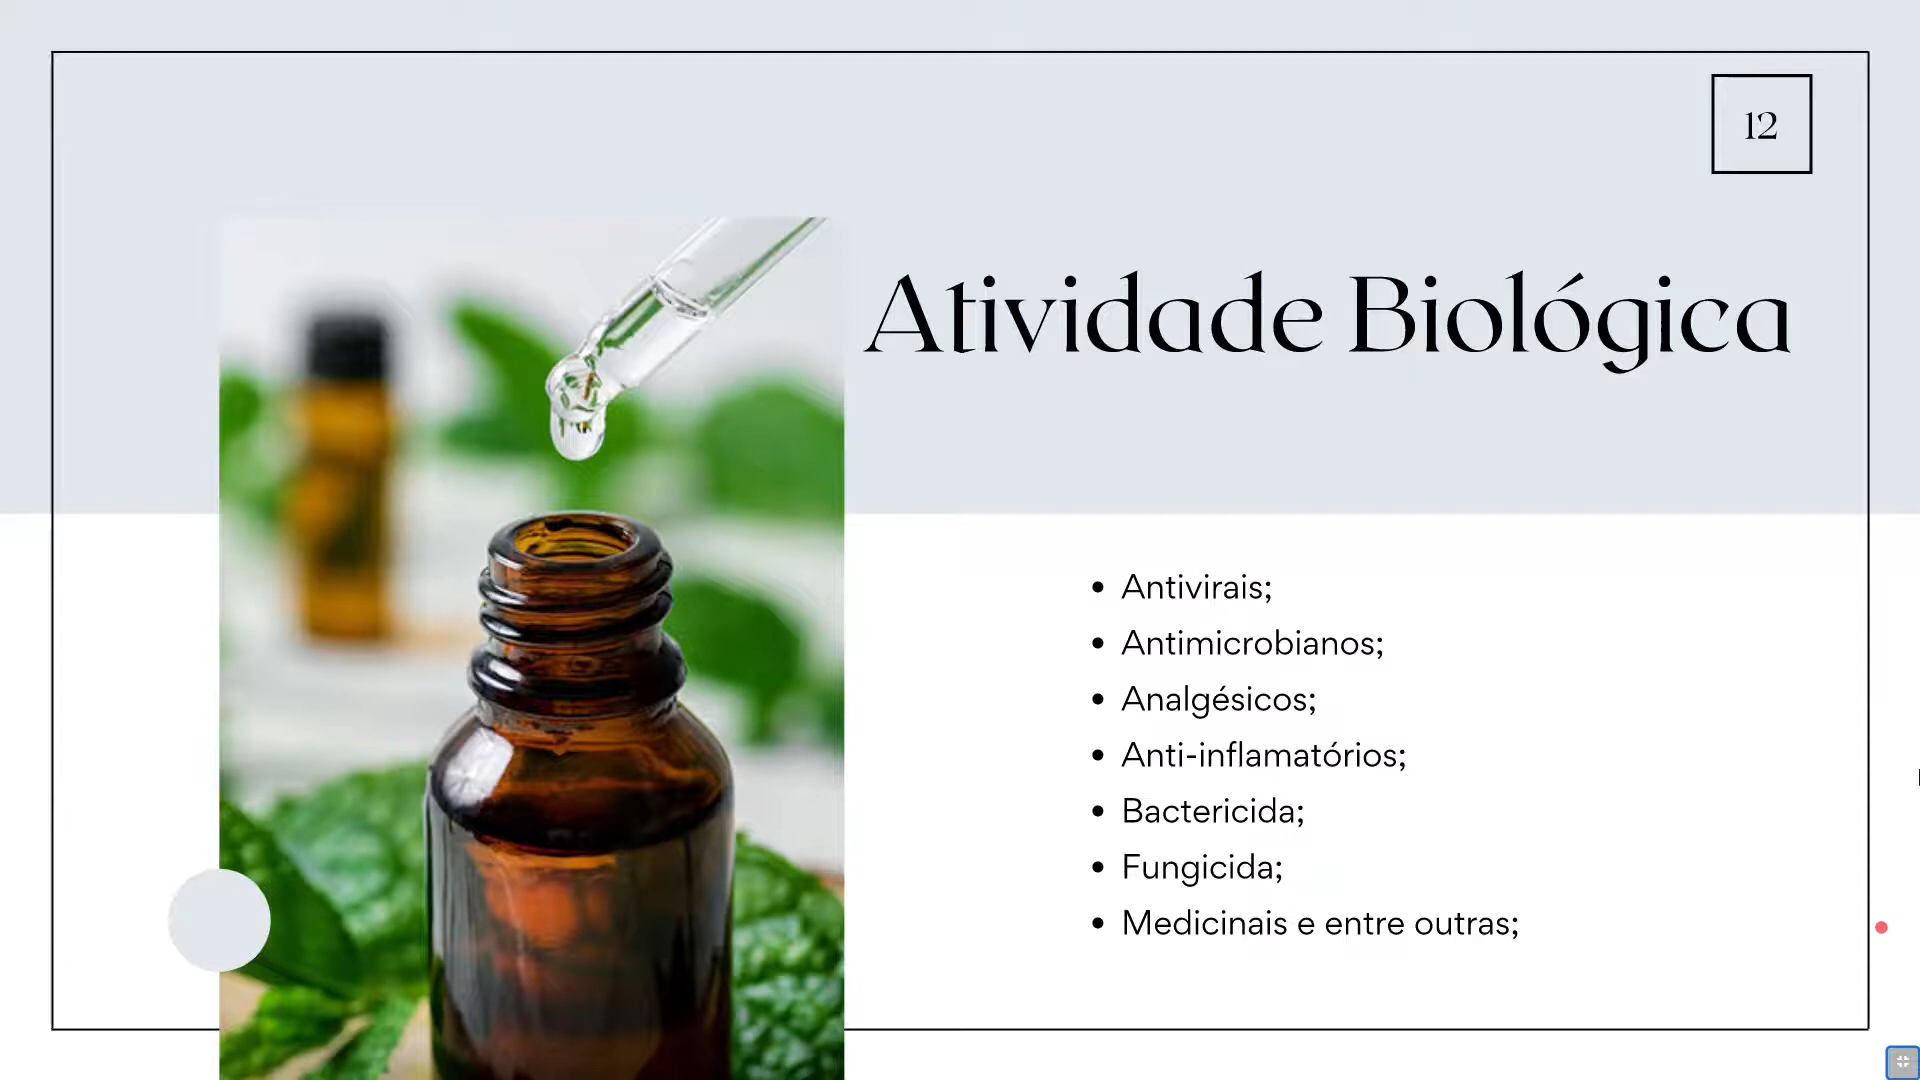 12
Atividade Biológica
• Antivirais;
• Antimicrobianos;
• Analgésicos;
• Anti-inflamatórios;
• Bactericida;
• Fungicida;
• Medicinais e entre outras;